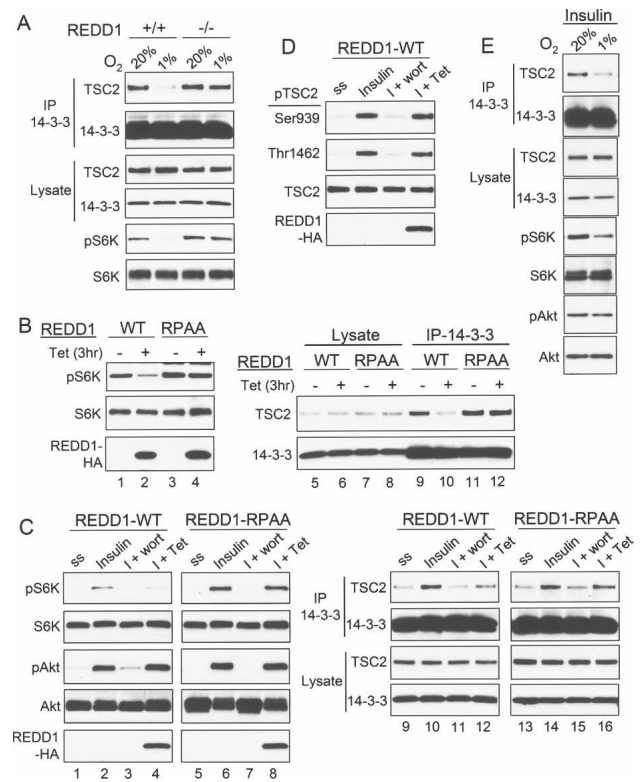 A
REDD1 +/+ -/-
O2 20% 1% 20% 1%
IP 14-3-3
TSC2
14-3-3
Lysate
TSC2
14-3-3
pS6K
S6K
B
REDD1 WT RPAA
Tet (3hr) - + - +
pS6K
S6K
REDD1-HA
1 2 3 4
Lysate IP-14-3-3
REDD1 WT RPAA WT RPAA
Tet (3hr) - + - + - + - +
TSC2
14-3-3
5 6 7 8 9 10 11 12
C
REDD1-WT REDD1-RPAA
ss Insulin I + wort I + Tet ss Insulin I + wort I + Tet
pS6K
S6K
pAkt
Akt
REDD1-HA
1 2 3 4 5 6 7 8
REDD1-WT REDD1-RPAA
ss Insulin I + wort I + Tet ss Insulin I + wort I + Tet
IP 14-3-3
TSC2
14-3-3
Lysate
TSC2
14-3-3
9 10 11 12 13 14 15 16
D
REDD1-WT
pTSC2 ss Insulin I + wort I + Tet
Ser939
Thr1462
TSC2
REDD1-HA
E
Insulin
O2 20% 1%
IP 14-3-3
TSC2
14-3-3
Lysate
TSC2
14-3-3
pS6K
S6K
pAkt
Akt